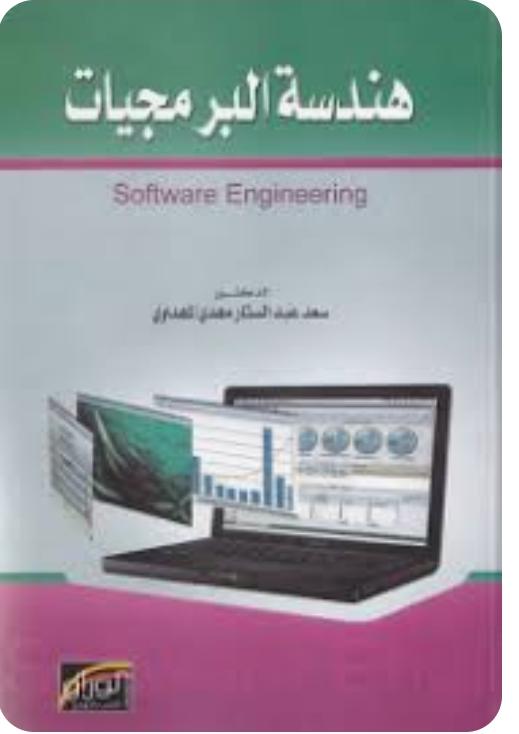 هندسة البرمجيات
Software Engineering
الدكتور
سعد عبد الستار مهدي
الوراق